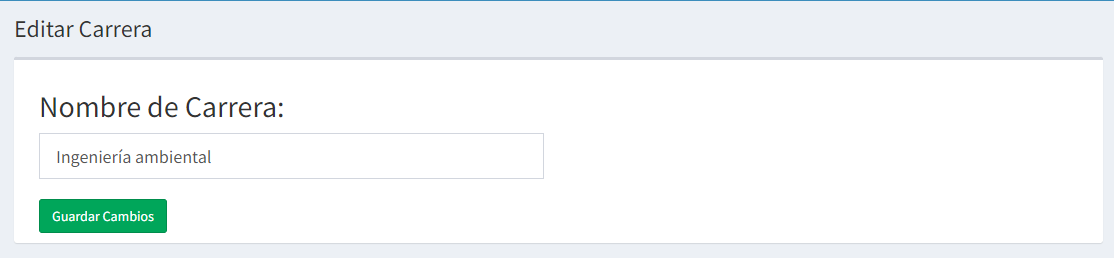 Editar Carrera
Nombre de Carrera:
Ingeniería ambiental
Guardar Cambios